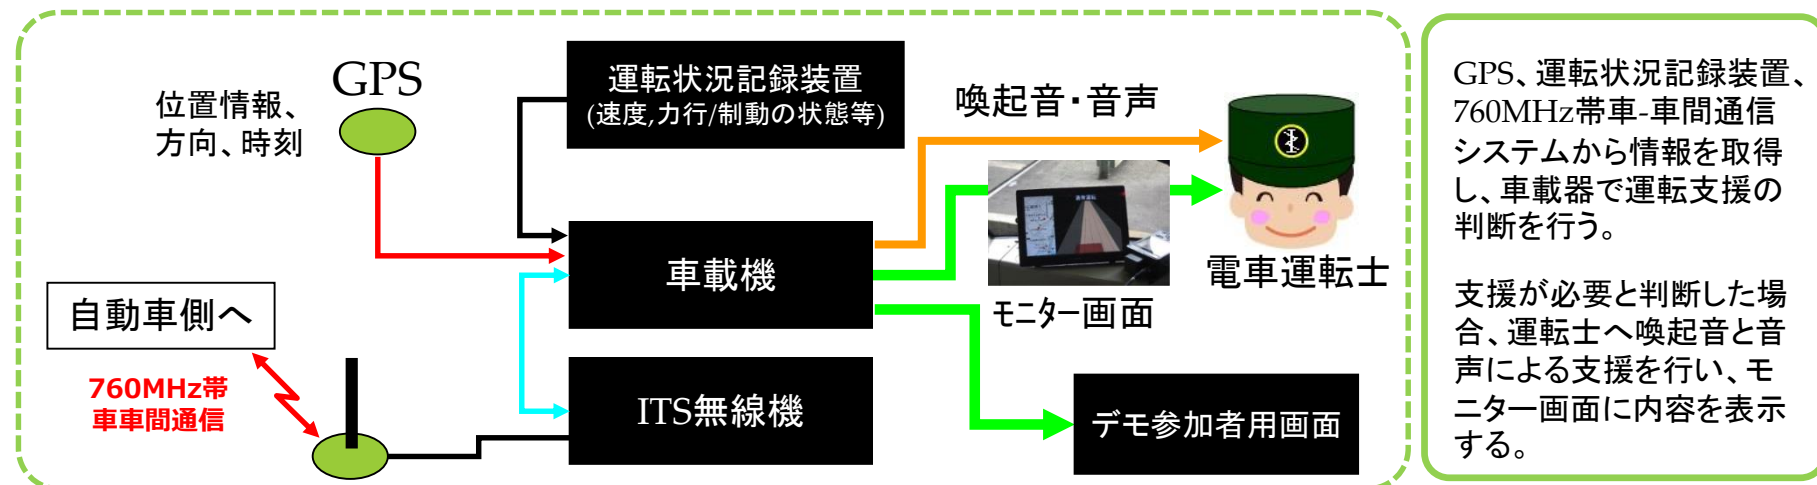 GPS
位置情報、
方向、時刻
運転状況記録装置
(速度,力行/制動の状態等)
喚起音・音声
車載機
モニター画面
電車運転士
自動車側へ
760MHz帯
車車間通信
ITS無線機
デモ参加者用画面
GPS、運転状況記録装置、
760MHz帯車-車間通信
システムから情報を取得
し、車載器で運転支援の
判断を行う。
支援が必要と判断した場
合、運転士へ喚起音と音
声による支援を行い、モ
ニター画面に内容を表示
する。